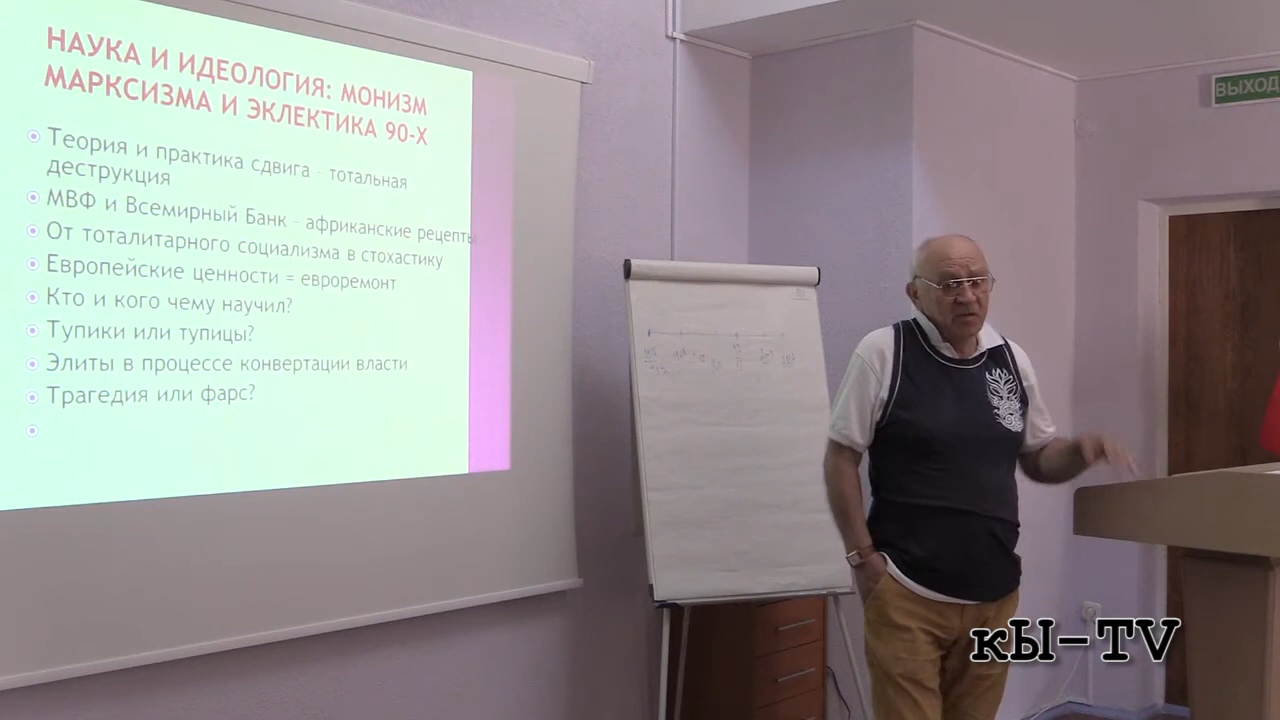 НАУКА И ИДЕОЛОГИЯ: МОНИЗМ
МАРКСИЗМА И ЭКЛЕКТИКА 90-Х
Теория и практика сдвига – тотальная
деструкция
МВФ и Всемирный Банк – африканские рецепты
От тоталитарного социализма в стохастику
Европейские ценности = евроремонт
Кто и кого чему научил?
Тупики или тупицы?
Элиты в процессе конвертации власти
Трагедия или фарс?
ВЫХОД
кЫ-TV